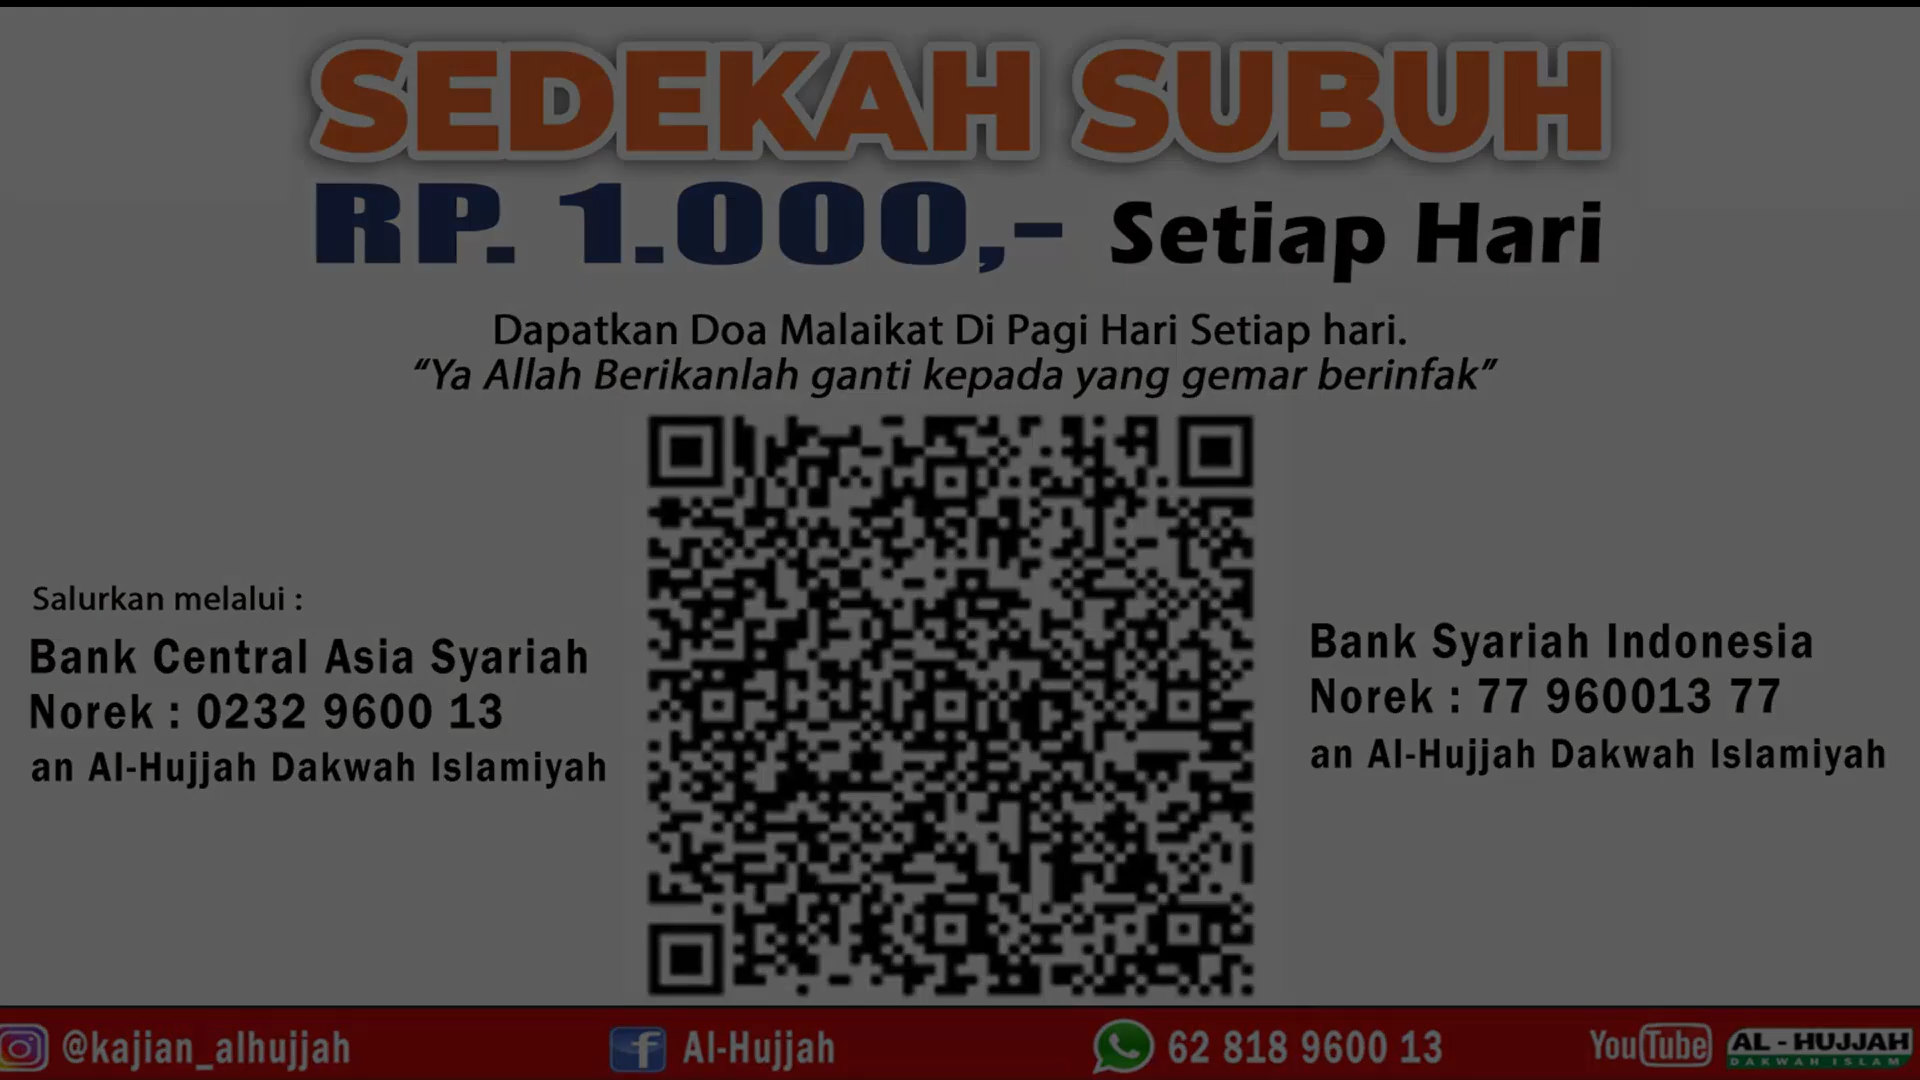 SEDEKAH SUBUH
RP. 1.000,- Setiap Hari
Dapatkan Doa Malaikat Di Pagi Hari Setiap hari.
“Ya Allah Berikanlah ganti kepada yang gemar berinfak”
Salurkan melalui :
Bank Central Asia Syariah
Norek : 0232 9600 13
an Al-Hujjah Dakwah Islamiyah
Bank Syariah Indonesia
Norek : 77 960013 77
an Al-Hujjah Dakwah Islamiyah
@kajian_alhujjah
Al-Hujjah
62 818 9600 13
YouTube
AL - HUJJAH
DAKWAH ISLAM